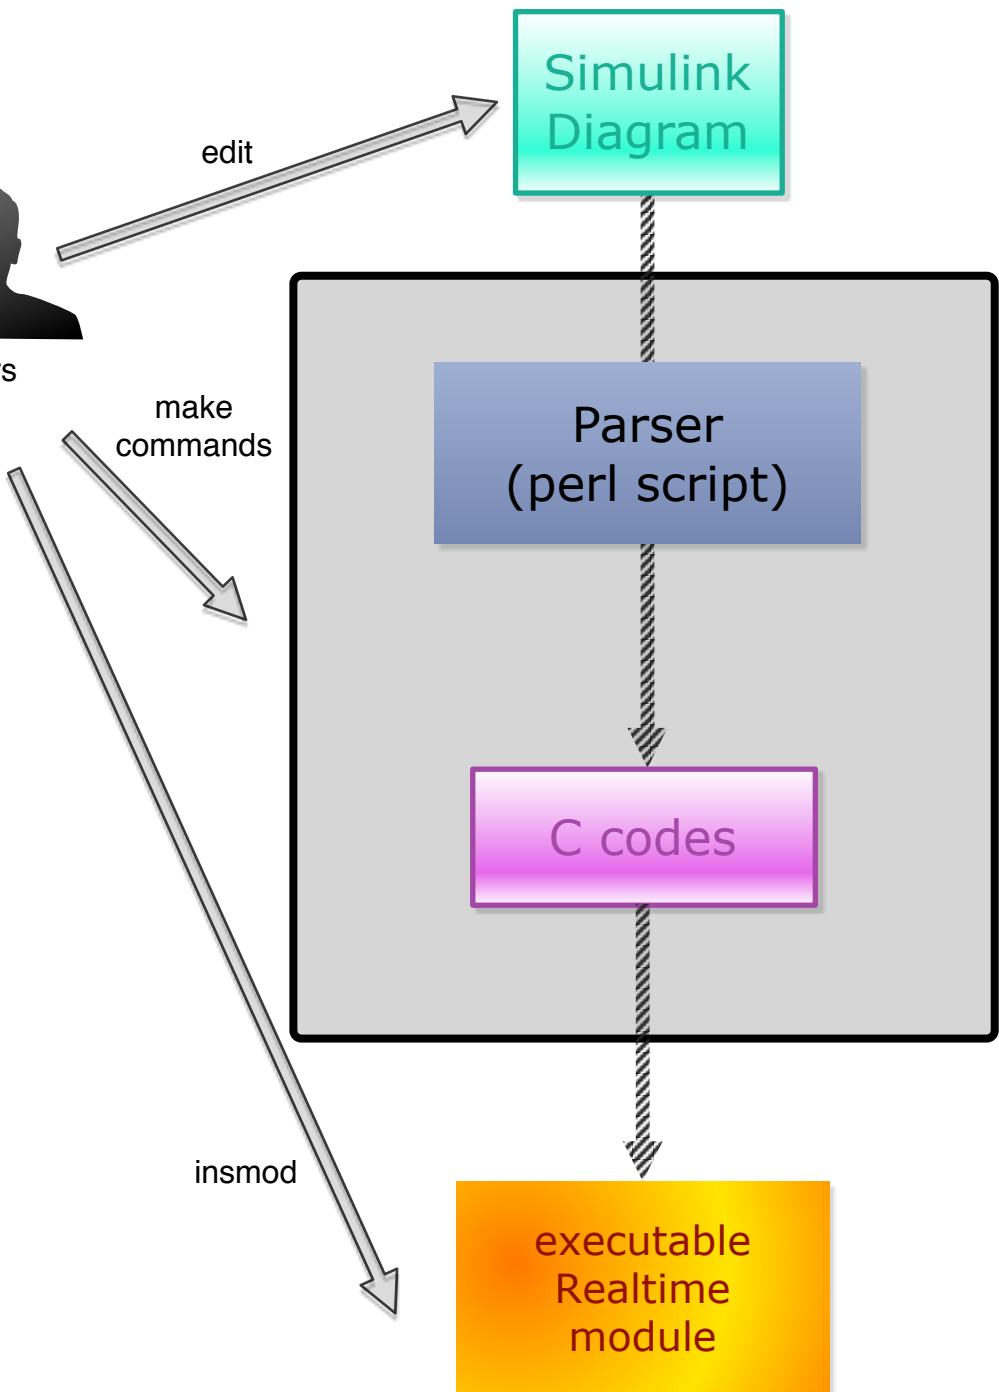 Simulink
Diagram
edit
make
commands
Parser
(perl script)
C codes
insmod
executable
Realtime
module